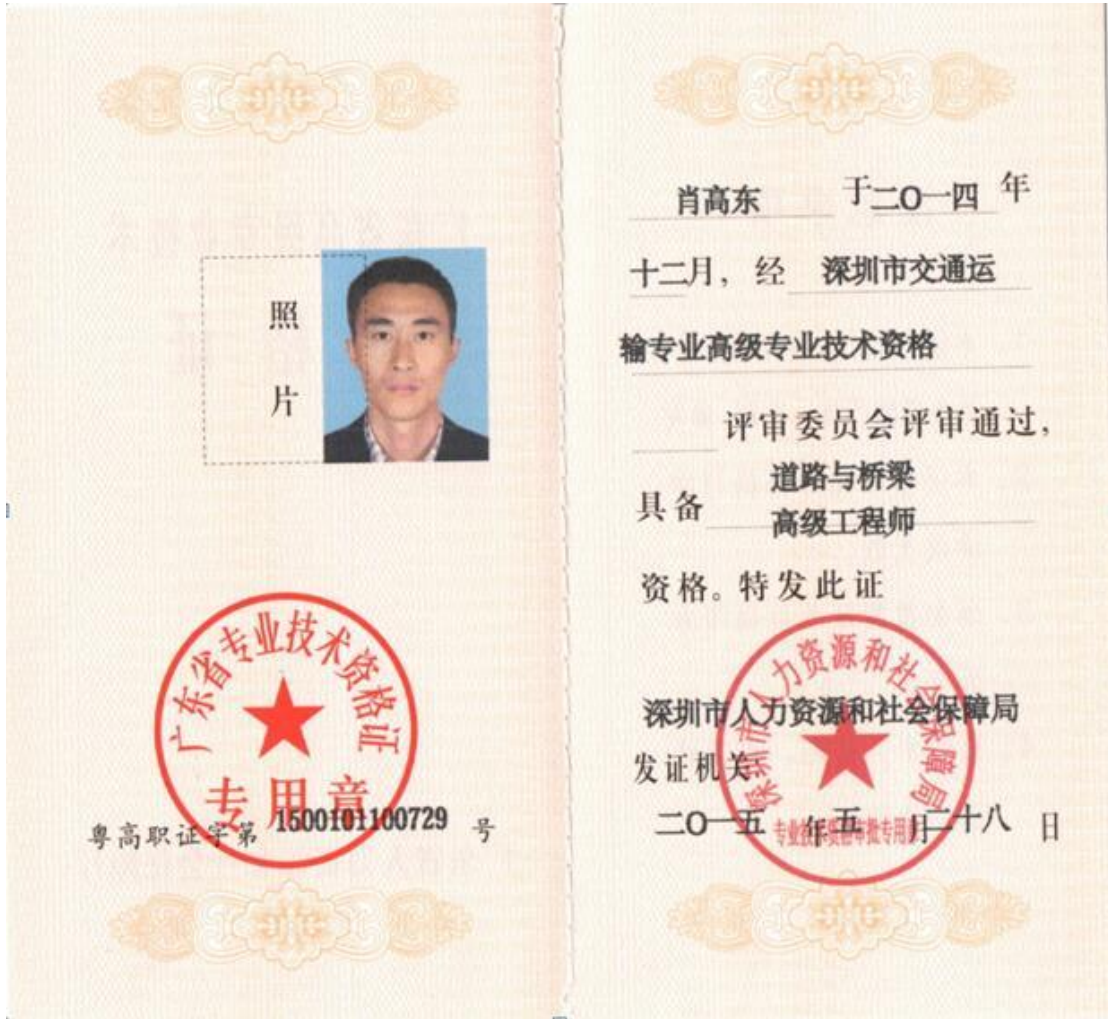 照
片
广东省专业技术资格证
专用章
粤高职证字第 1500101100729 号
肖高东 于二O一四 年
十二月，经 深圳市交通运
输专业高级专业技术资格
评审委员会评审通过，
具备 道路与桥梁
高级工程师
资格。特发此证
深圳市人力资源和社会保障局
深圳市人力资源和社会保障局
发证机关
二O一五 年 五 月 二十八 日